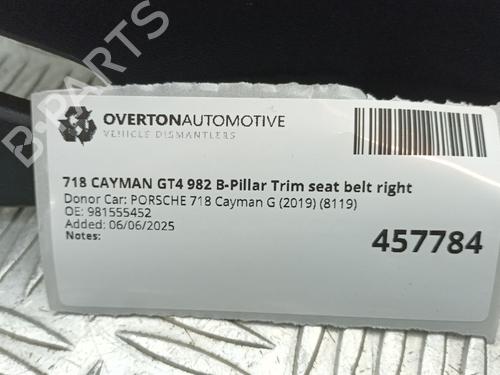 OVERTONAUTOMOTIVE
VEHICLE DISMANTLERS
718 CAYMAN GT4 982 B-Pillar Trim seat belt right
Donor Car: PORSCHE 718 Cayman G (2019) (8119)
OE: 981555452
Added: 06/06/2025
Notes:
457784
B-PARTS